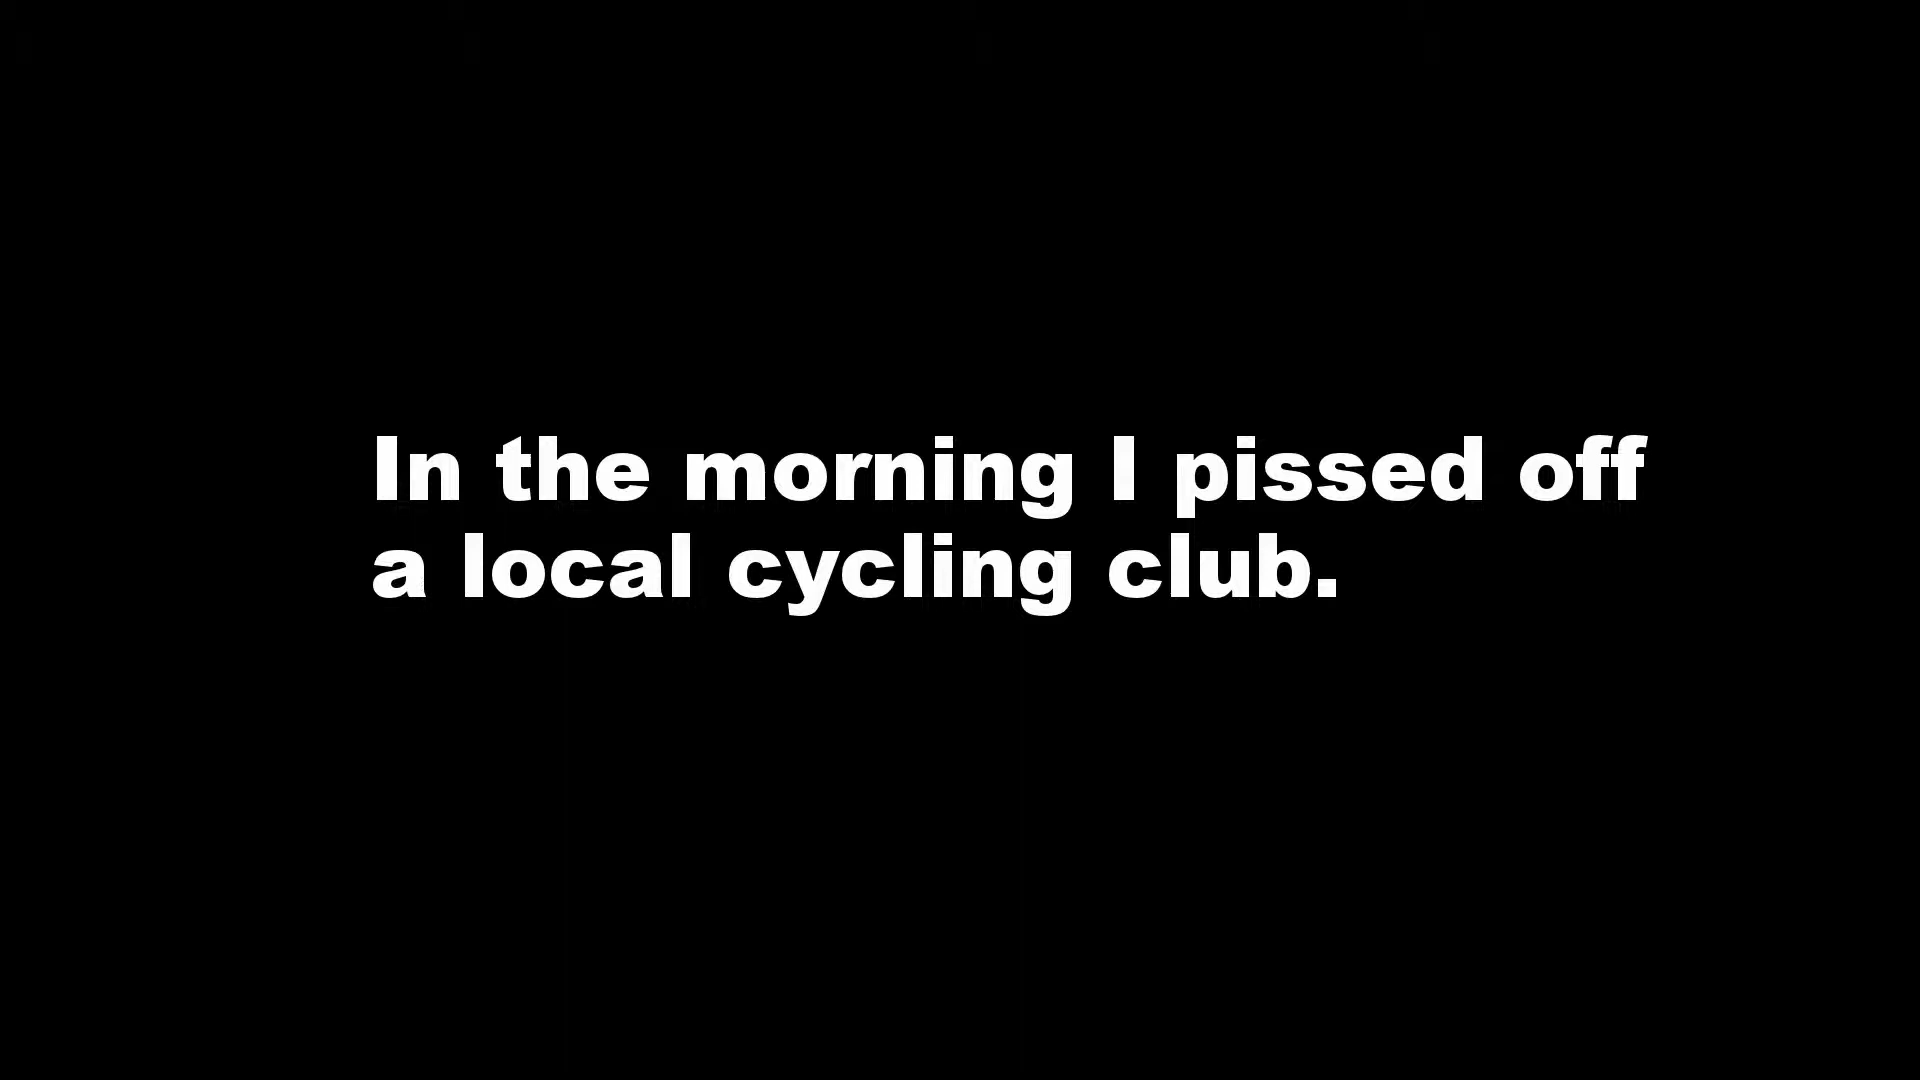 In the morning I pissed off
a local cycling club.